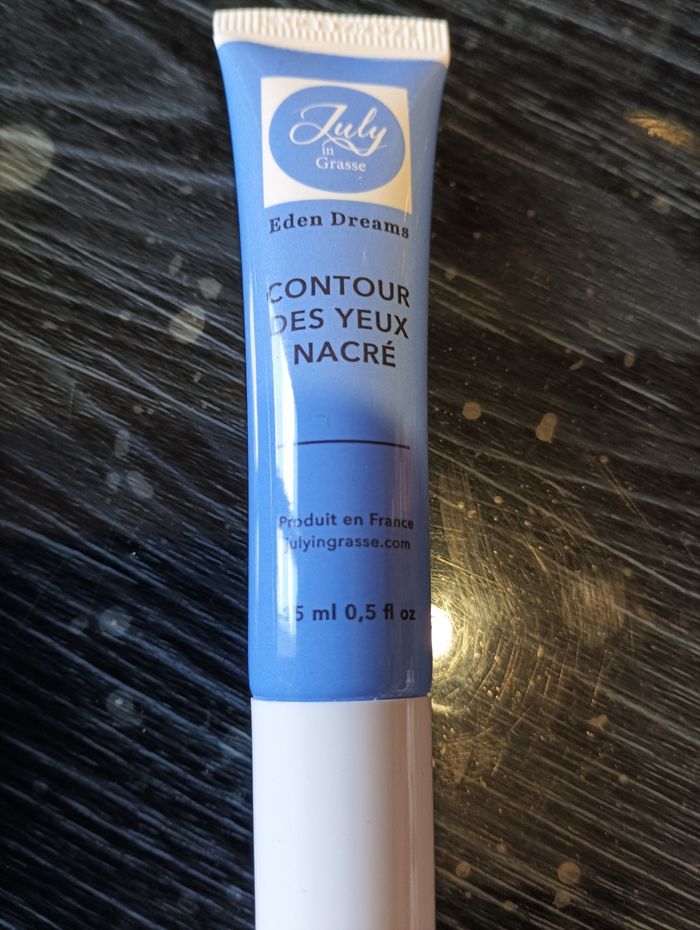 July
in
Grasse
Eden Dreams
CONTOUR
DES YEUX
NACRÉ
Produit en France
julyingrasse.com
15 ml 0,5 fl oz